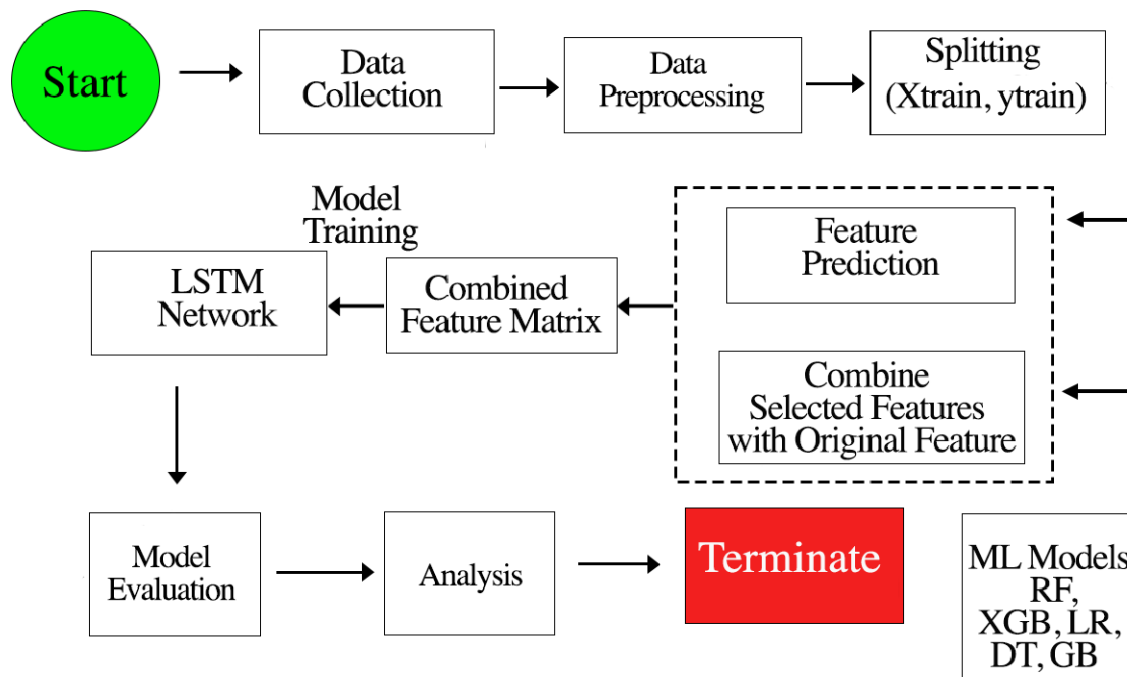 Start
Data
Collection
Data
Preprocessing
Splitting
(Xtrain, ytrain)
Feature
Prediction
Combine
Selected Features
with Original Feature
Combined
Feature Matrix
Model
Training
LSTM
Network
Model
Evaluation
Analysis
Terminate
ML Models
RF,
XGB, LR,
DT, GB